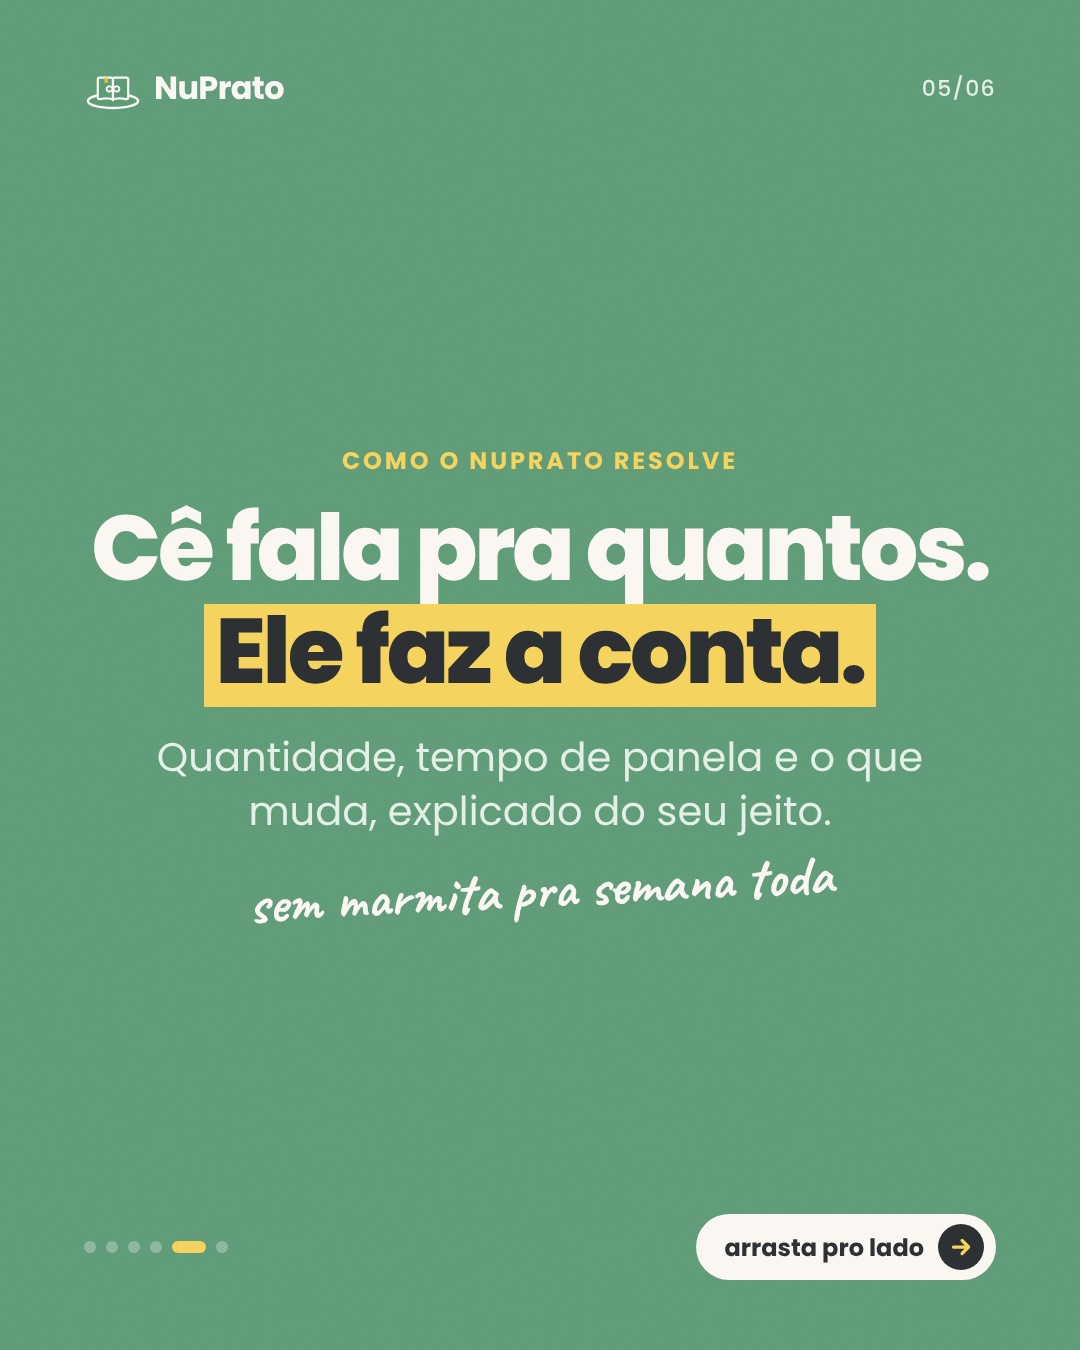 NuPrato
05/06
COMO O NUPRATO RESOLVE
Cê fala pra quantos.
Ele faz a conta.
Quantidade, tempo de panela e o que
muda, explicado do seu jeito.
sem marmita pra semana toda
arrasta pro lado